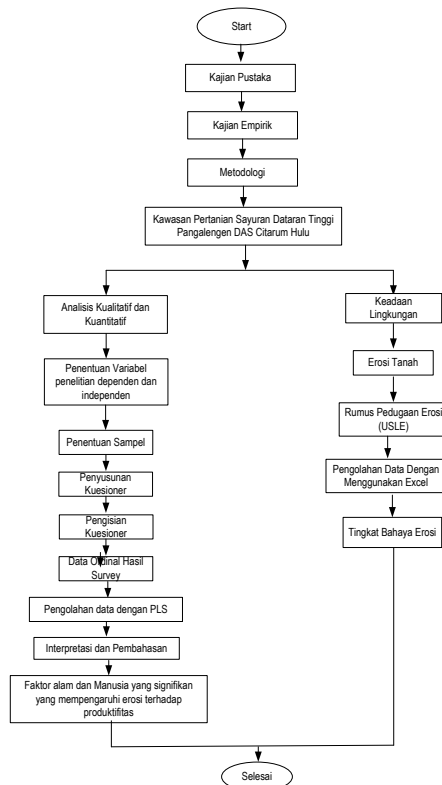 Start
Kajian Pustaka
Kajian Empirik
Metodologi
Kawasan Pertanian Sayuran Dataran Tinggi
Pangalengen DAS Citarum Hulu
Analisis Kualitatif dan
Kuantitatif
Penentuan Variabel
penelitian dependen dan
independen
Penentuan Sampel
Penyusunan
Kuesioner
Pengisian
Kuesioner
Data Ordinal Hasil
Survey
Pengolahan data dengan PLS
Interpretasi dan Pembahasan
Faktor alam dan Manusia yang signifikan
yang mempengaruhi erosi terhadap
produktifitas
Keadaan
Lingkungan
Erosi Tanah
Rumus Pedugaan Erosi
(USLE)
Pengolahan Data Dengan
Menggunakan Excel
Tingkat Bahaya Erosi
Selesai